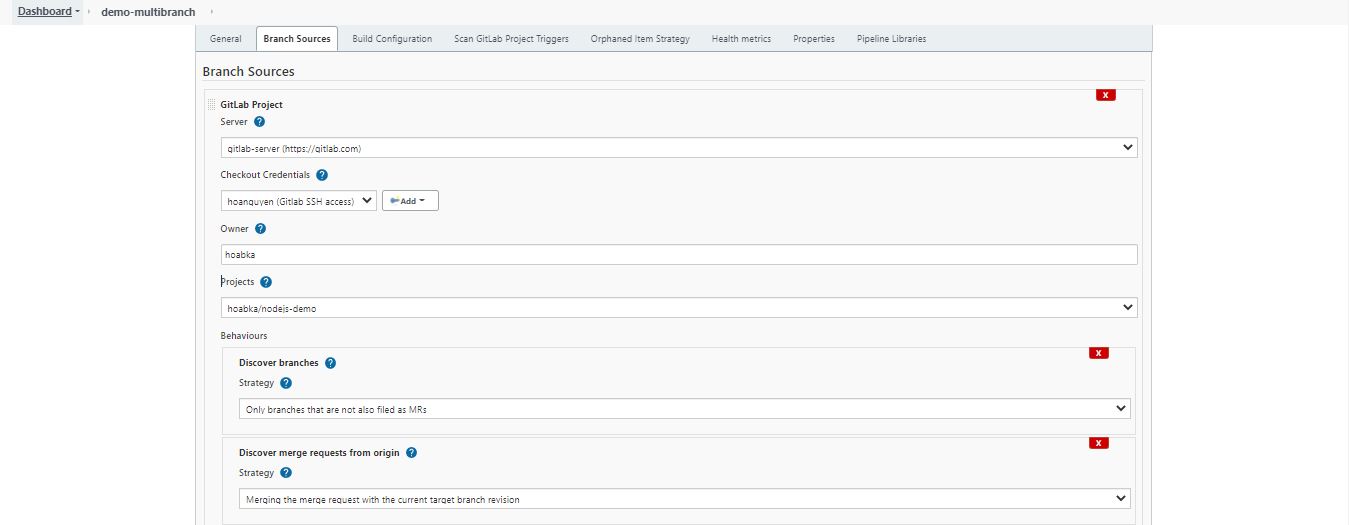 Dashboard demo-multibranch
General Branch Sources Build Configuration Scan GitLab Project Triggers Orphaned Item Strategy Health metrics Properties Pipeline Libraries
Branch Sources
X
GitLab Project
Server ?
gitlab-server (https://gitlab.com)
Checkout Credentials ?
hoanguyen (Gitlab SSH access) Add
Owner ?
hoabka
Projects ?
hoabka/nodejs-demo
Behaviours
X
Discover branches ?
Strategy ?
Only branches that are not also filed as MRs
X
Discover merge requests from origin ?
Strategy ?
Merging the merge request with the current target branch revision